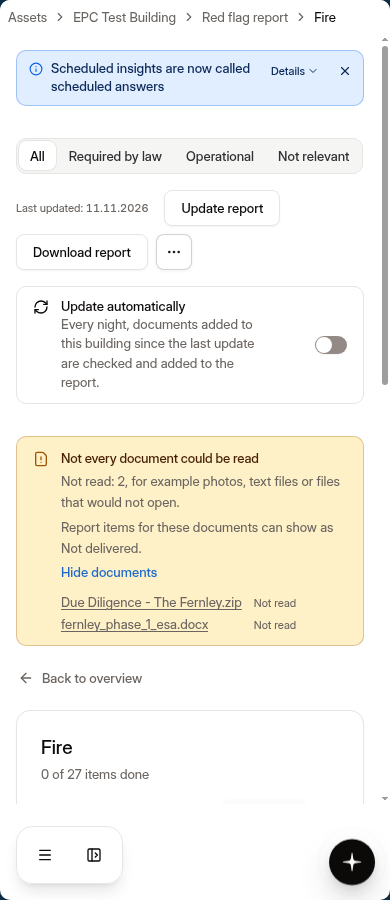 Assets > EPC Test Building > Red flag report > Fire
Scheduled insights are now called
scheduled answers
Details
All
Required by law
Operational
Not relevant
Last updated: 11.11.2026
Update report
Download report
...
Update automatically
Every night, documents added to
this building since the last update
are checked and added to the
report.
Not every document could be read
Not read: 2, for example photos, text files or files
that would not open.
Report items for these documents can show as
Not delivered.
Hide documents
Due Diligence - The Fernley.zip Not read
fernley_phase_1_esa.docx Not read
Back to overview
Fire
0 of 27 items done